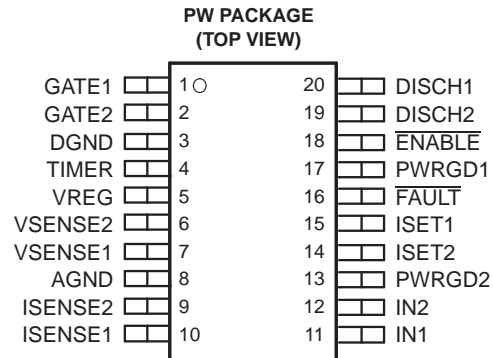 PW PACKAGE
(TOP VIEW)
GATE1 1 20 DISCH1
GATE2 2 19 DISCH2
DGND 3 18 ENABLE
TIMER 4 17 PWRGD1
VREG 5 16 FAULT
VSENSE2 6 15 ISET1
VSENSE1 7 14 ISET2
AGND 8 13 PWRGD2
ISENSE2 9 12 IN2
ISENSE1 10 11 IN1